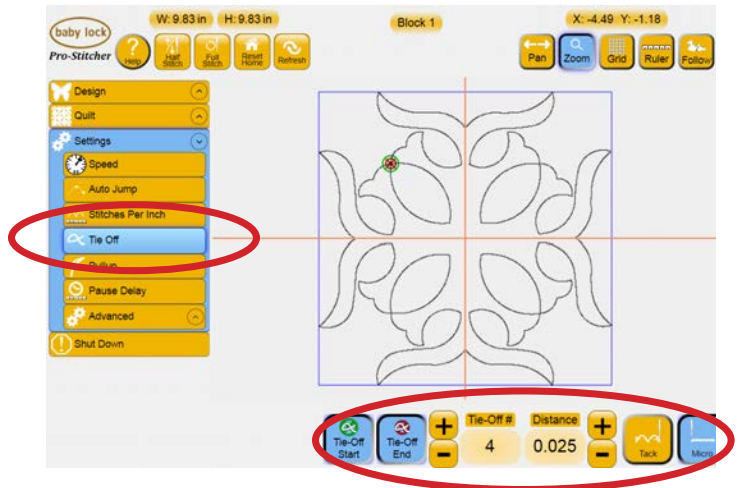 baby lock
Pro-Stitcher
W: 9.83 in H: 9.83 in
Block 1
X: -4.49 Y: -1.18
?
Help
Half Stitch
Full Stitch
Reset Home
Refresh
Pan
Zoom
Grid
Ruler
Follow
Design
Quilt
Settings
Speed
Auto Jump
Stitches Per Inch
Tie Off
Pullup
Pause Delay
Advanced
Shut Down
Tie-Off Start
Tie-Off End
+
-
Tie-Off #
4
Distance
0.025
+
-
Tack
Micro